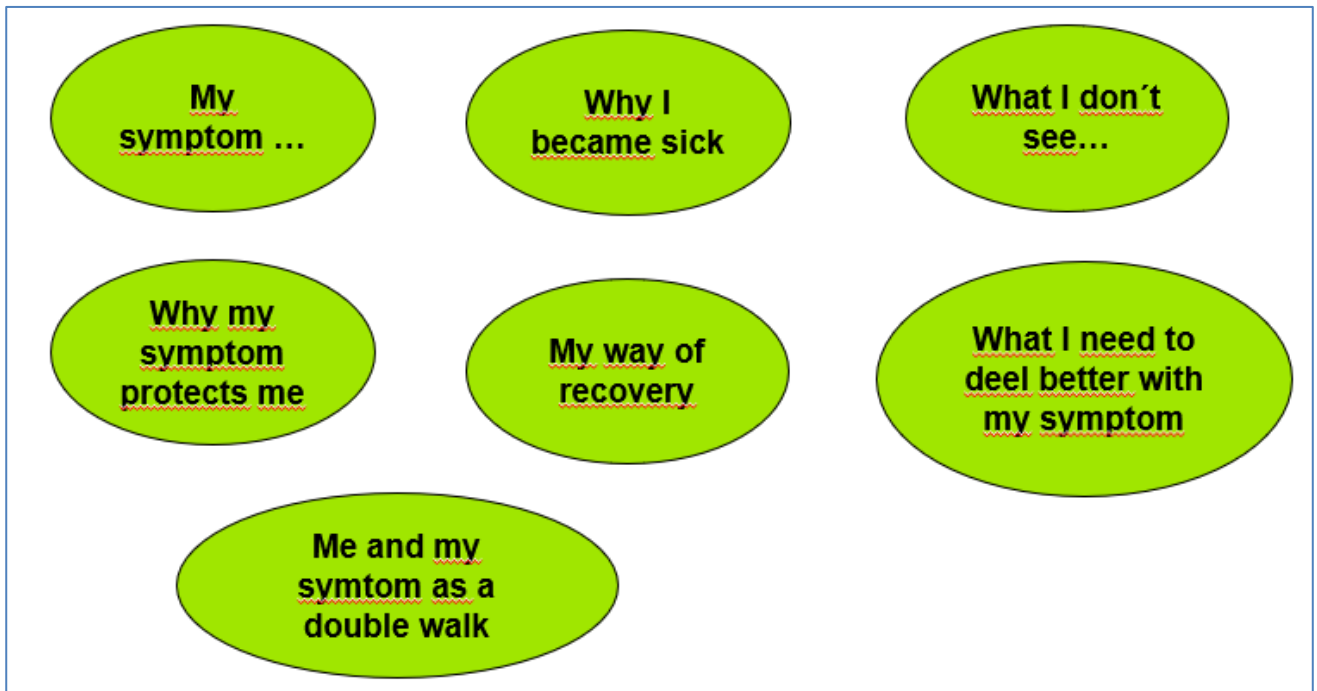 My
symptom …
Why I
became sick
What I don´t
see…
Why my
symptom
protects me
My way of
recovery
What I need to
deel better with
my symptom
Me and my
symtom as a
double walk